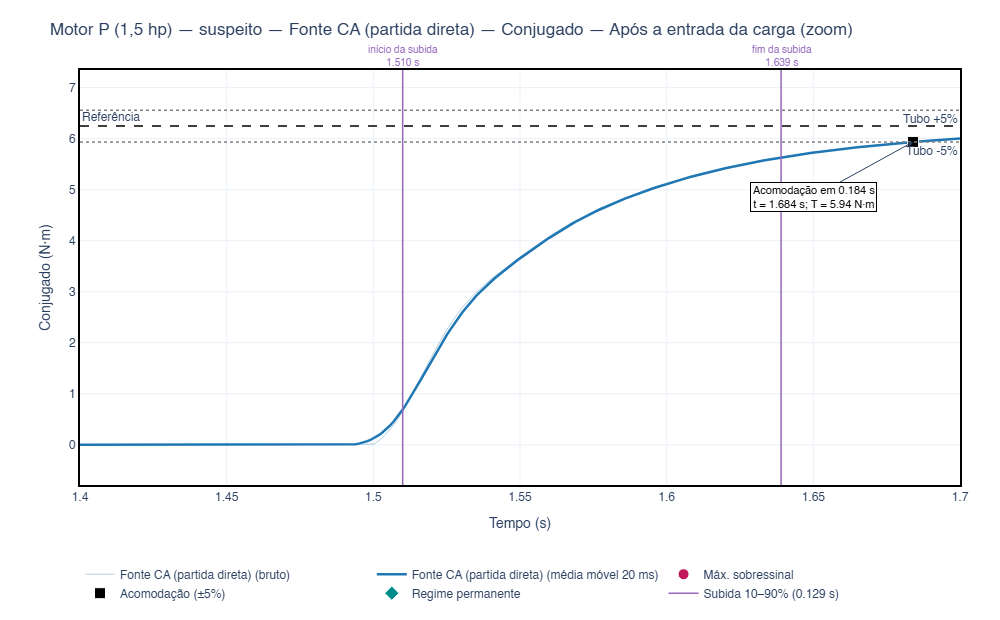 Motor P (1,5 hp) — suspeito — Fonte CA (partida direta) — Conjugado — Após a entrada da carga (zoom)
início da subida
1.510 s
fim da subida
1.639 s
7
6
5
4
3
2
1
0
Conjugado (N·m)
Referência
Tubo +5%
Tubo -5%
Acomodação em 0.184 s
t = 1.684 s; T = 5.94 N·m
1.4
1.45
1.5
1.55
1.6
1.65
1.7
Tempo (s)
Fonte CA (partida direta) (bruto)
Fonte CA (partida direta) (média móvel 20 ms)
Máx. sobressinal
Acomodação (±5%)
Regime permanente
Subida 10–90% (0.129 s)